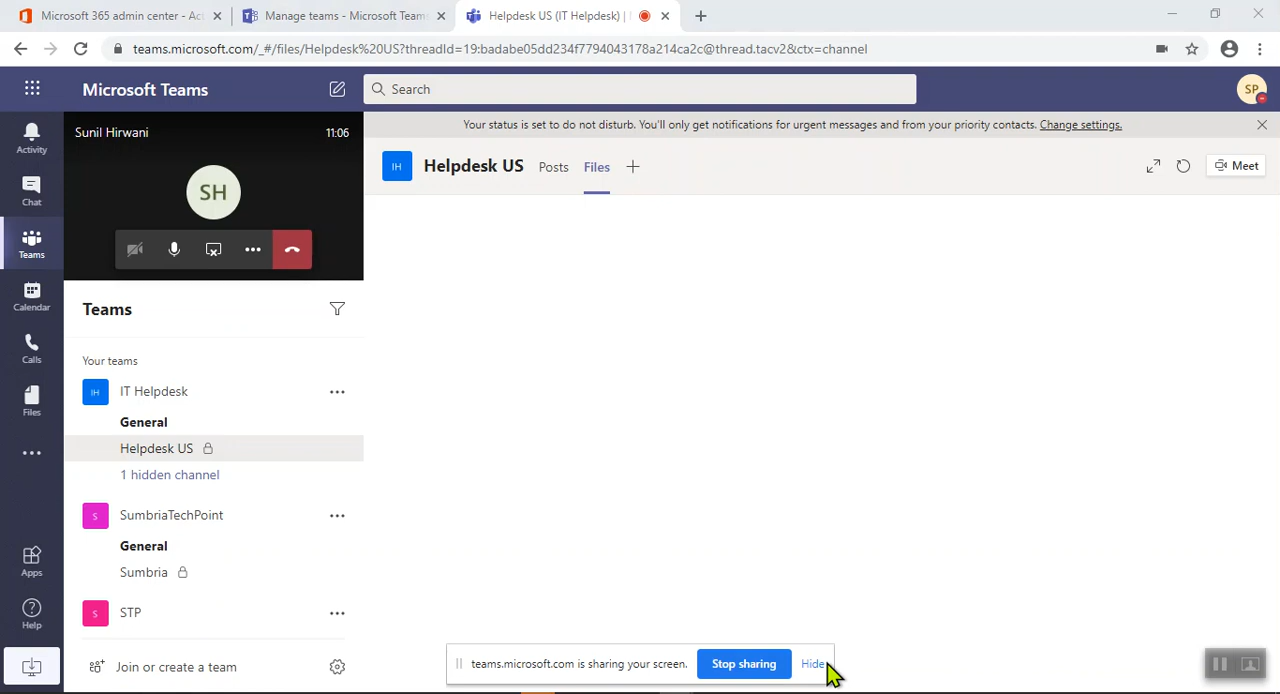 Microsoft 365 admin center - Act
Manage teams - Microsoft Teams
Helpdesk US (IT Helpdesk) |
teams.microsoft.com/_#/files/Helpdesk%20US?threadId=19:badabe05dd234f7794043178a214ca2c@thread.tacv2&ctx=channel
Microsoft Teams
Search
SP
Sunil Hirwani
11:06
SH
Your status is set to do not disturb. You'll only get notifications for urgent messages and from your priority contacts. Change settings.
IH
Helpdesk US
Posts
Files
Meet
Activity
Chat
Teams
Calendar
Calls
Files
Apps
Help
Teams
Your teams
IH
IT Helpdesk
General
Helpdesk US
1 hidden channel
S
SumbriaTechPoint
General
Sumbria
S
STP
Join or create a team
teams.microsoft.com is sharing your screen.
Stop sharing
Hide